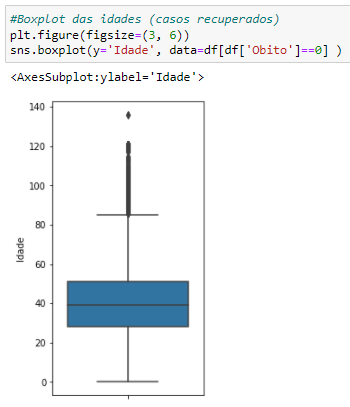 #Boxplot das idades (casos recuperados)
plt.figure(figsize=(3, 6))
sns.boxplot(y='Idade', data=df[df['Obito']==0] )
<AxesSubplot:ylabel='Idade'>
140
120
100
80
60
40
20
0
Idade